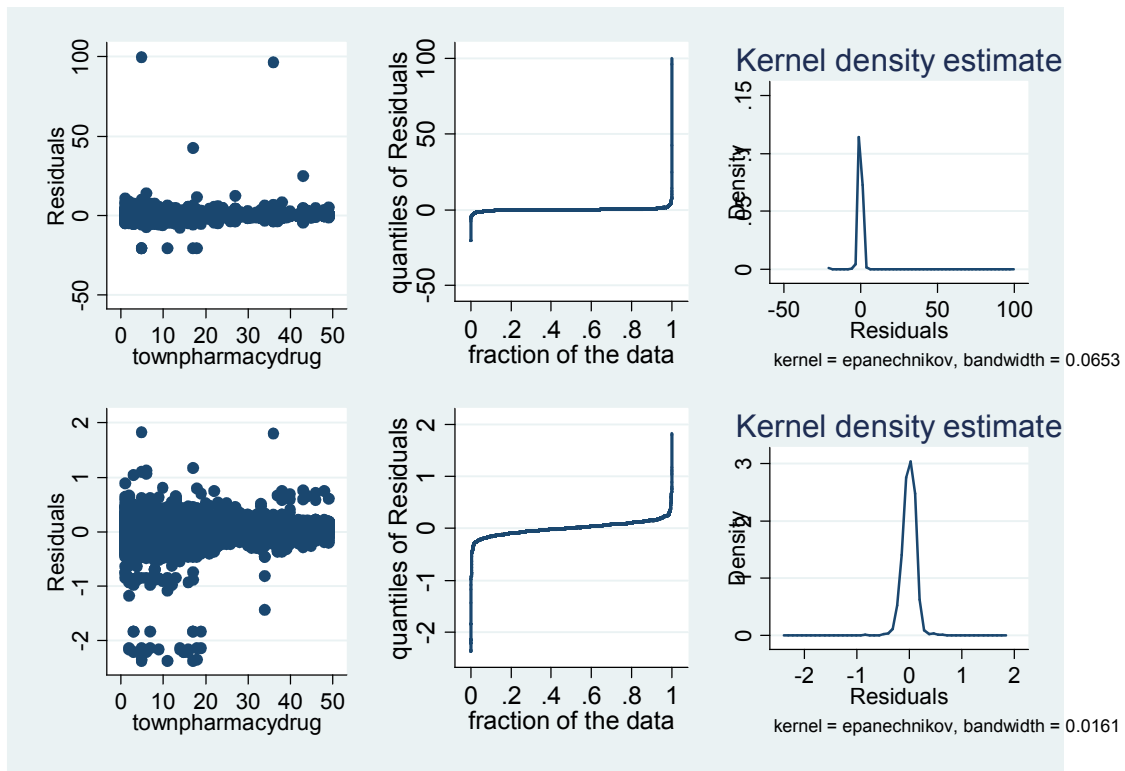 Residuals
100
50
0
-50
0 10 20 30 40 50
townpharmacydrug
quantiles of Residuals
100
50
0
-50
0 .2 .4 .6 .8 1
fraction of the data
Kernel density estimate
Density
.15
.1
.05
0
-50 0 50 100
Residuals
kernel = epanechnikov, bandwidth = 0.0653
Residuals
2
1
0
-1
-2
0 10 20 30 40 50
townpharmacydrug
quantiles of Residuals
2
1
0
-1
-2
0 .2 .4 .6 .8 1
fraction of the data
Kernel density estimate
Density
3
2
1
0
-2 -1 0 1 2
Residuals
kernel = epanechnikov, bandwidth = 0.0161